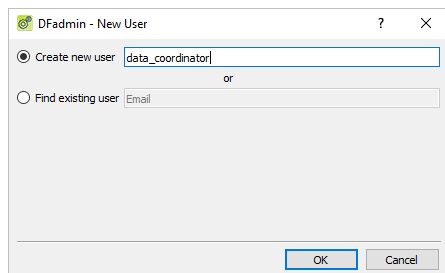 DFadmin - New User
Create new user data_coordinator
or
Find existing user Email
OK Cancel